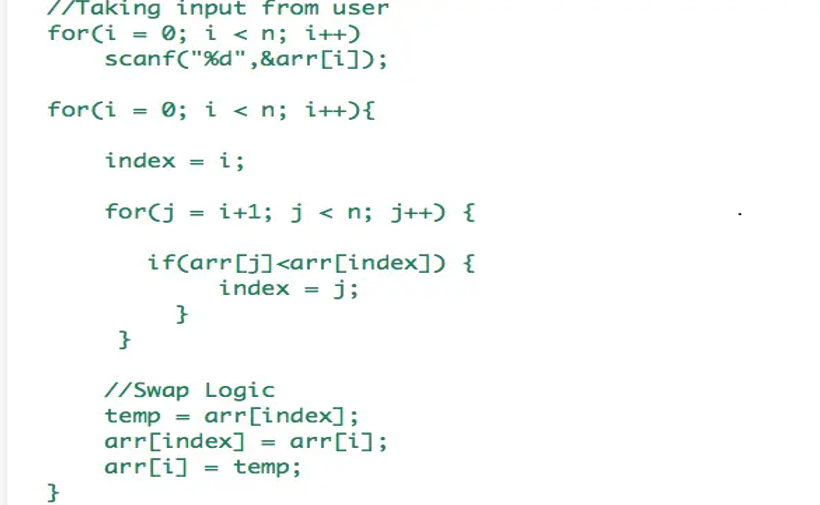 //Taking input from user
for(i = 0; i < n; i++)
scanf("%d",&arr[i]);
for(i = 0; i < n; i++){
index = i;
for(j = i+1; j < n; j++) {
if(arr[j]<arr[index]) {
index = j;
}
}
//Swap Logic
temp = arr[index];
arr[index] = arr[i];
arr[i] = temp;
}